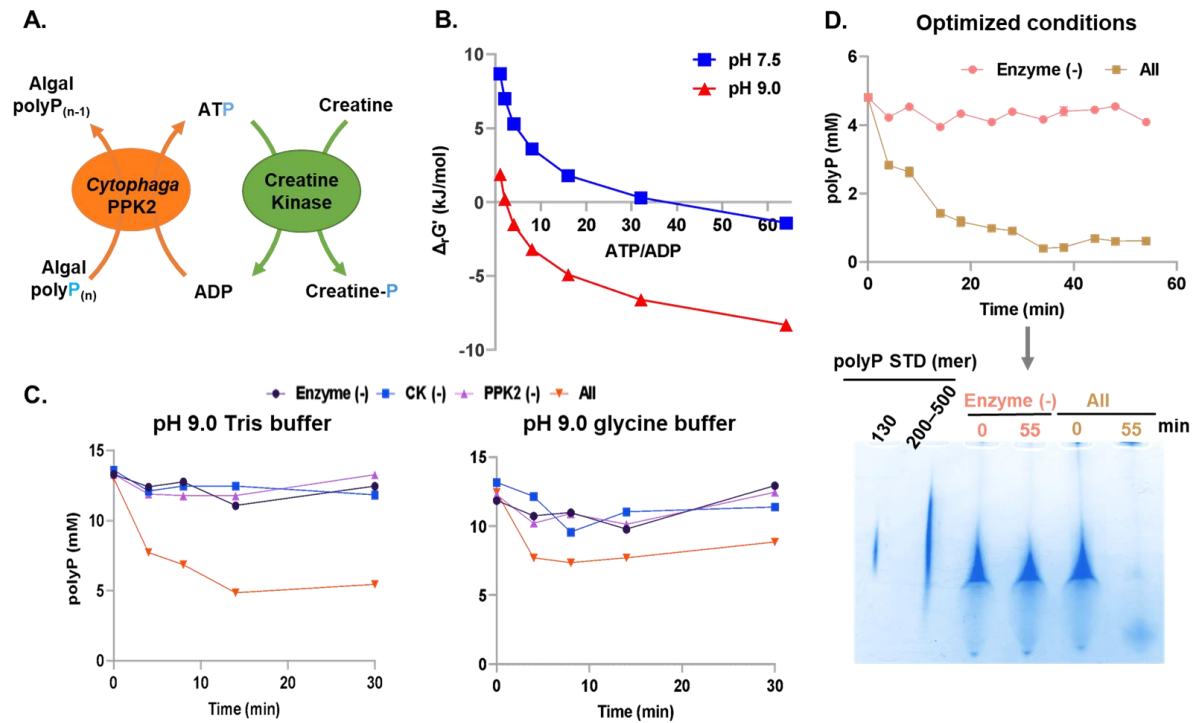 A.
Algal
polyP(n-1)
ATP
Creatine
Cytophaga
PPK2
Creatine
Kinase
Algal
polyP(n)
ADP
Creatine-P
B.
pH 7.5
pH 9.0
10
5
0
-5
-10
10 20 30 40 50 60
ΔrG' (kJ/mol)
ATP/ADP
C.
Enzyme (-) CK (-) PPK2 (-) All
pH 9.0 Tris buffer
15
10
5
0
polyP (mM)
0 10 20 30
Time (min)
pH 9.0 glycine buffer
15
10
5
0
0 10 20 30
Time (min)
D.
Optimized conditions
Enzyme (-) All
6
4
2
0
polyP (mM)
0 20 40 60
Time (min)
polyP STD (mer)
130
200–500
Enzyme (-) All
0 55 0 55 min